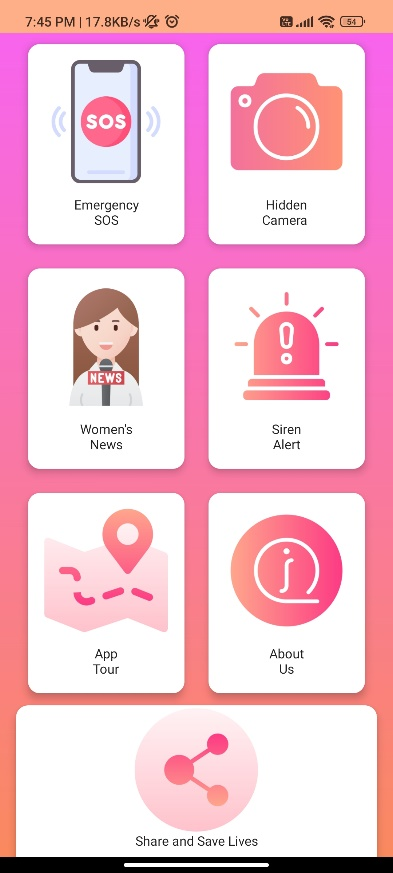 7:45 PM | 17.8KB/s
54
SOS
Emergency
SOS
Hidden
Camera
NEWS
Women's
News
Siren
Alert
App
Tour
About
Us
Share and Save Lives